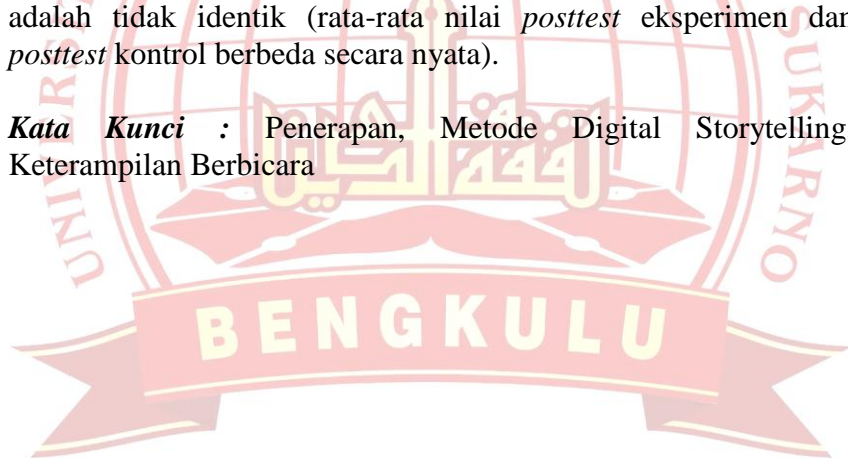 adalah tidak identik (rata-rata nilai posttest eksperimen dan
posttest kontrol berbeda secara nyata).
Kata Kunci : Penerapan, Metode Digital Storytelling
Keterampilan Berbicara
SUKARNO
BENGKULU